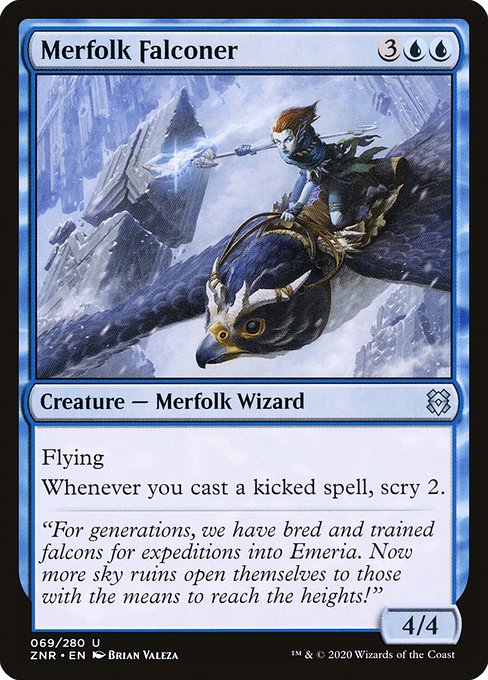 Merfolk Falconer 3
Creature — Merfolk Wizard
Flying
Whenever you cast a kicked spell, scry 2.
“For generations, we have bred and trained
falcons for expeditions into Emeria. Now
more sky ruins open themselves to those
with the means to reach the heights!”
4/4
069/280 U
ZNR • EN Brian Valeza
™ & © 2020 Wizards of the Coast